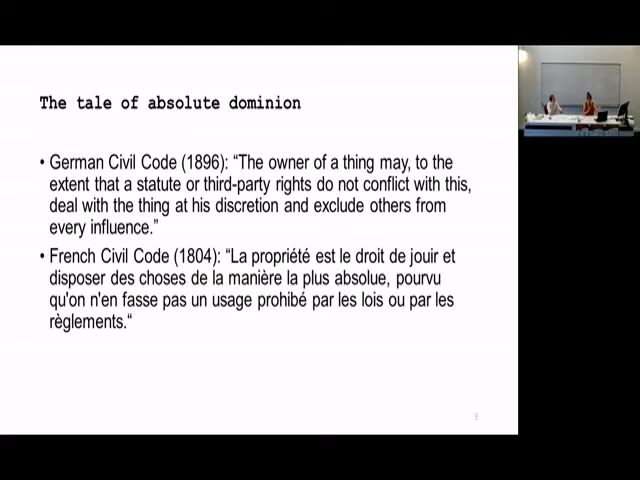 The tale of absolute dominion
• German Civil Code (1896): “The owner of a thing may, to the
extent that a statute or third-party rights do not conflict with this,
deal with the thing at his discretion and exclude others from
every influence.”
• French Civil Code (1804): “La propriété est le droit de jouir et
disposer des choses de la manière la plus absolue, pourvu
qu'on n'en fasse pas un usage prohibé par les lois ou par les
règlements.“
9